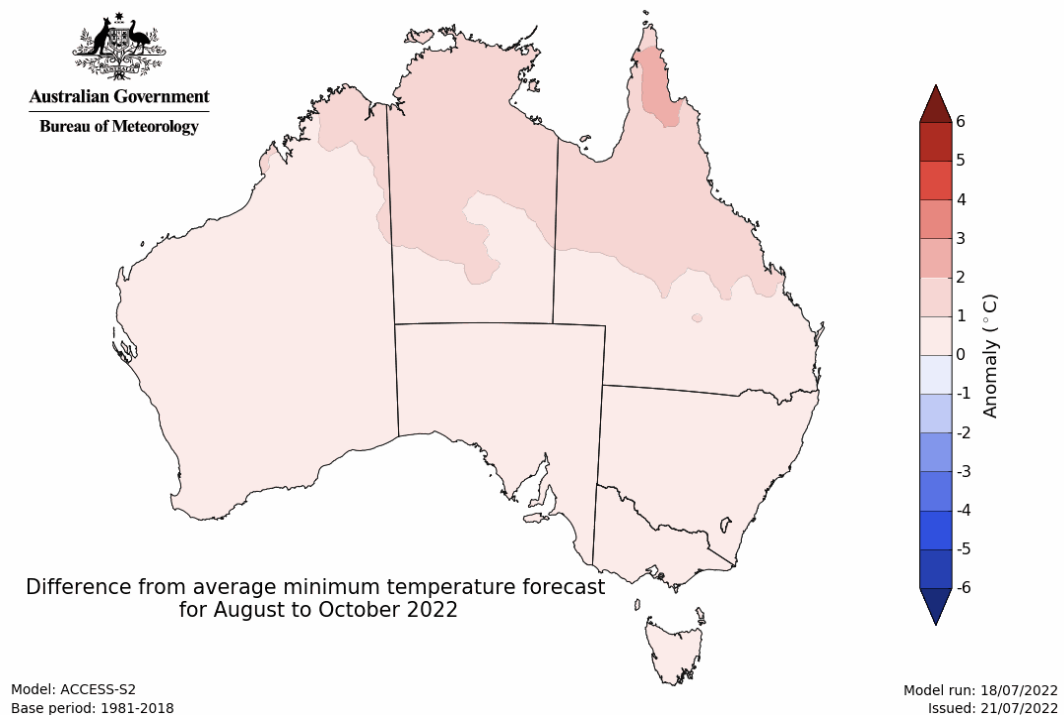 Australian Government
Bureau of Meteorology
6
5
4
3
2
1
0
-1
-2
-3
-4
-5
-6
Anomaly (°C)
Difference from average minimum temperature forecast
for August to October 2022
Model: ACCESS-S2
Base period: 1981-2018
Model run: 18/07/2022
Issued: 21/07/2022